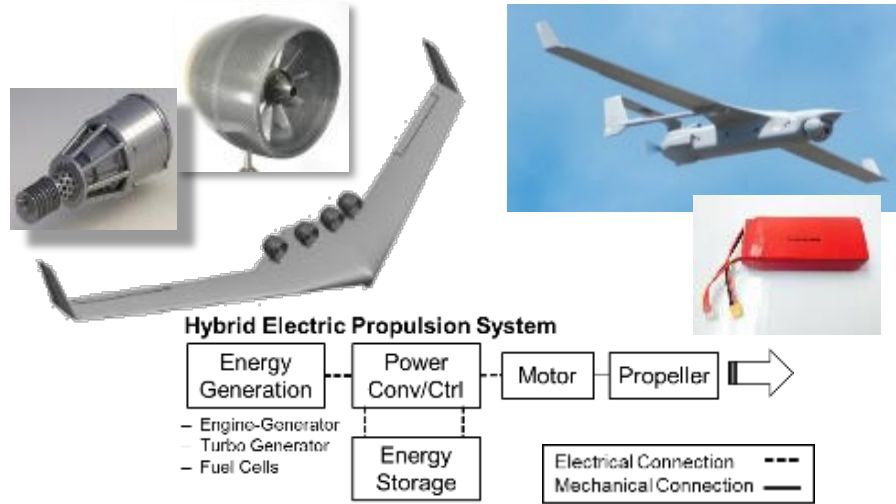 Hybrid Electric Propulsion System
Energy
Generation
Power
Conv/Ctrl
Motor
Propeller
– Engine-Generator
– Turbo Generator
– Fuel Cells
Energy
Storage
Electrical Connection
Mechanical Connection